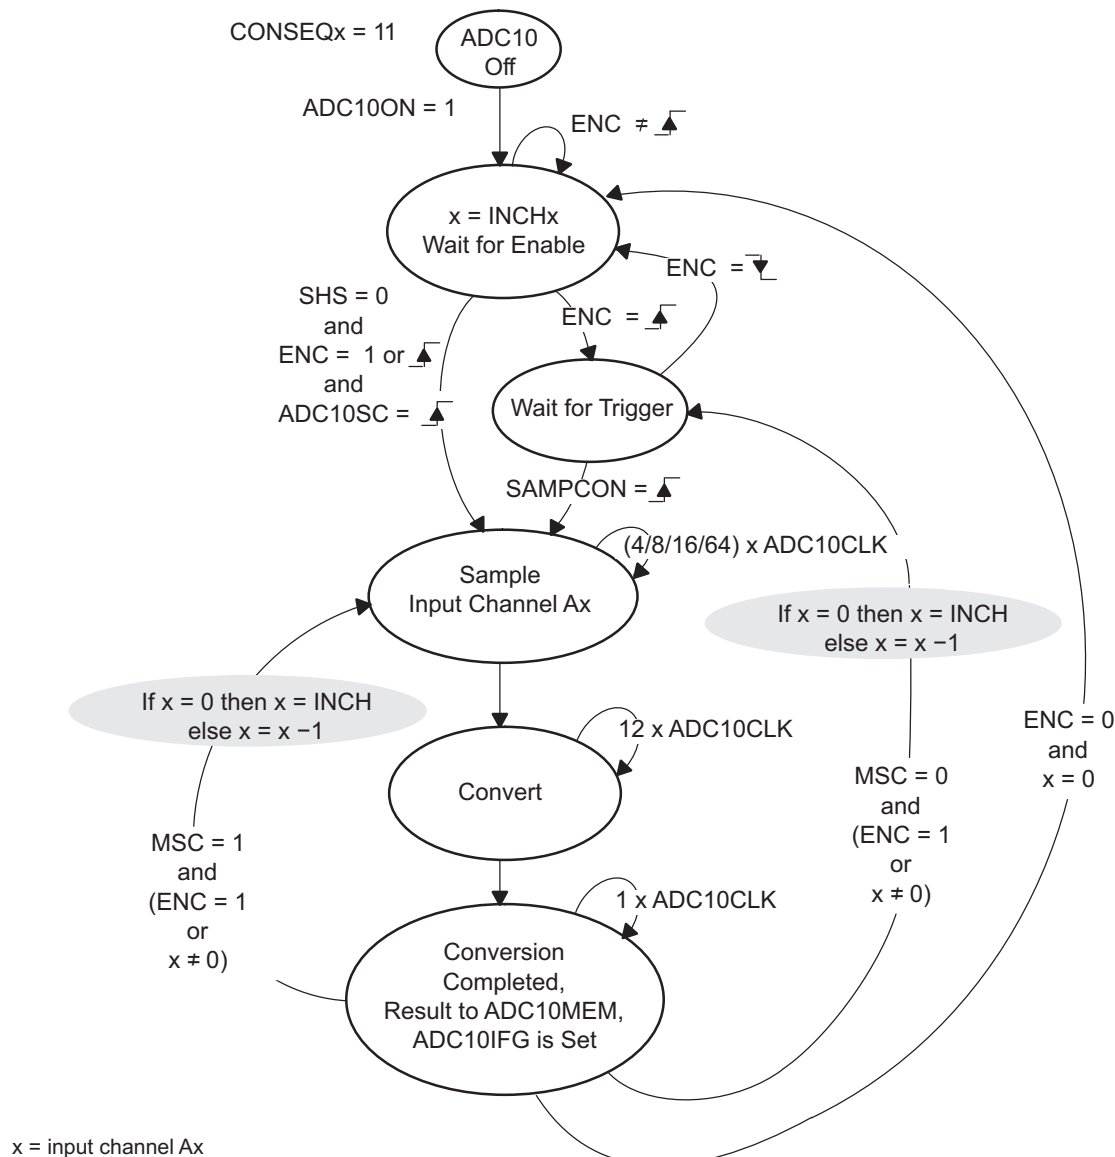 CONSEQx = 11
ADC10
Off
ADC10ON = 1
ENC ≠
x = INCHx
Wait for Enable
ENC =
SHS = 0
and
ENC = 1 or
and
ADC10SC =
ENC =
Wait for Trigger
SAMPCON =
(4/8/16/64) x ADC10CLK
Sample
Input Channel Ax
If x = 0 then x = INCH
else x = x −1
If x = 0 then x = INCH
else x = x −1
12 x ADC10CLK
Convert
ENC = 0
and
x = 0
MSC = 0
and
(ENC = 1
or
x ≠ 0)
MSC = 1
and
(ENC = 1
or
x ≠ 0)
1 x ADC10CLK
Conversion
Completed,
Result to ADC10MEM,
ADC10IFG is Set
x = input channel Ax